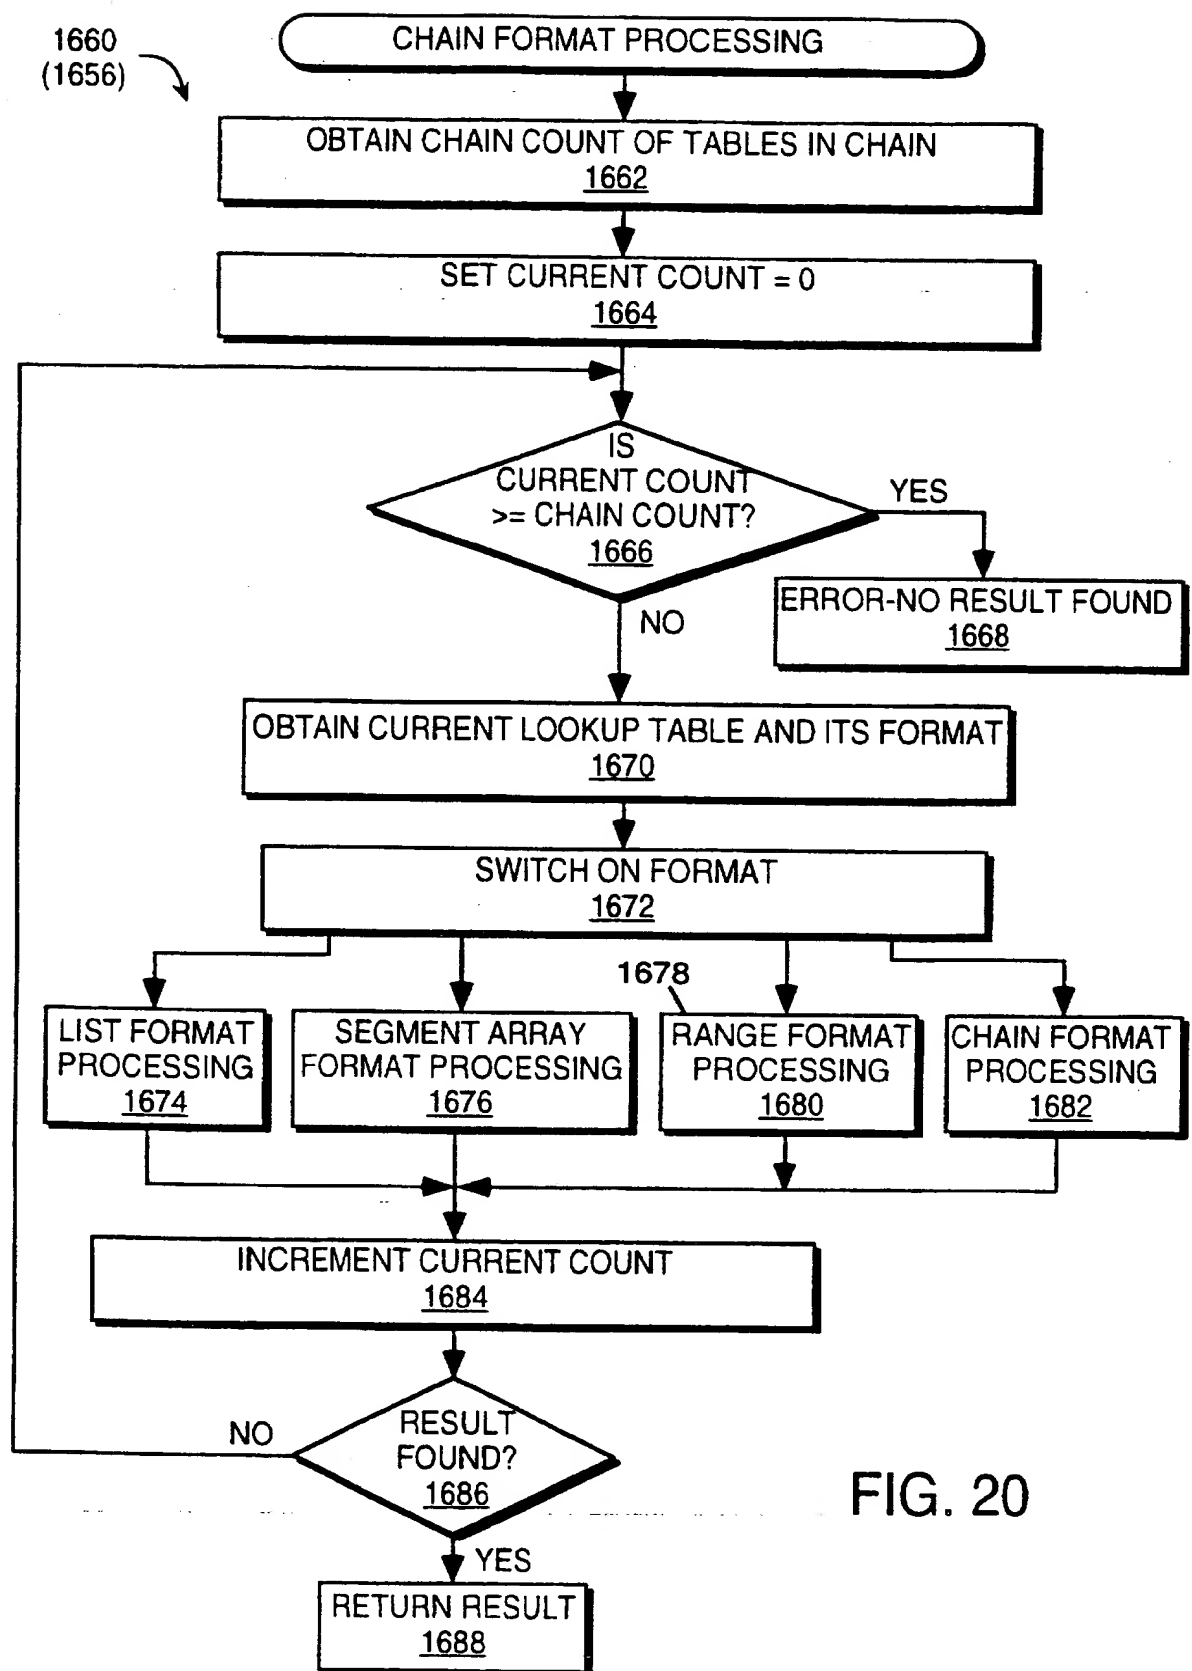 1660
(1656)
CHAIN FORMAT PROCESSING
OBTAIN CHAIN COUNT OF TABLES IN CHAIN
1662
SET CURRENT COUNT = 0
1664
IS
CURRENT COUNT
>= CHAIN COUNT?
1666
YES
ERROR-NO RESULT FOUND
1668
NO
OBTAIN CURRENT LOOKUP TABLE AND ITS FORMAT
1670
SWITCH ON FORMAT
1672
LIST FORMAT
PROCESSING
1674
SEGMENT ARRAY
FORMAT PROCESSING
1676
1678
RANGE FORMAT
PROCESSING
1680
CHAIN FORMAT
PROCESSING
1682
INCREMENT CURRENT COUNT
1684
NO
RESULT
FOUND?
1686
YES
RETURN RESULT
1688
FIG. 20